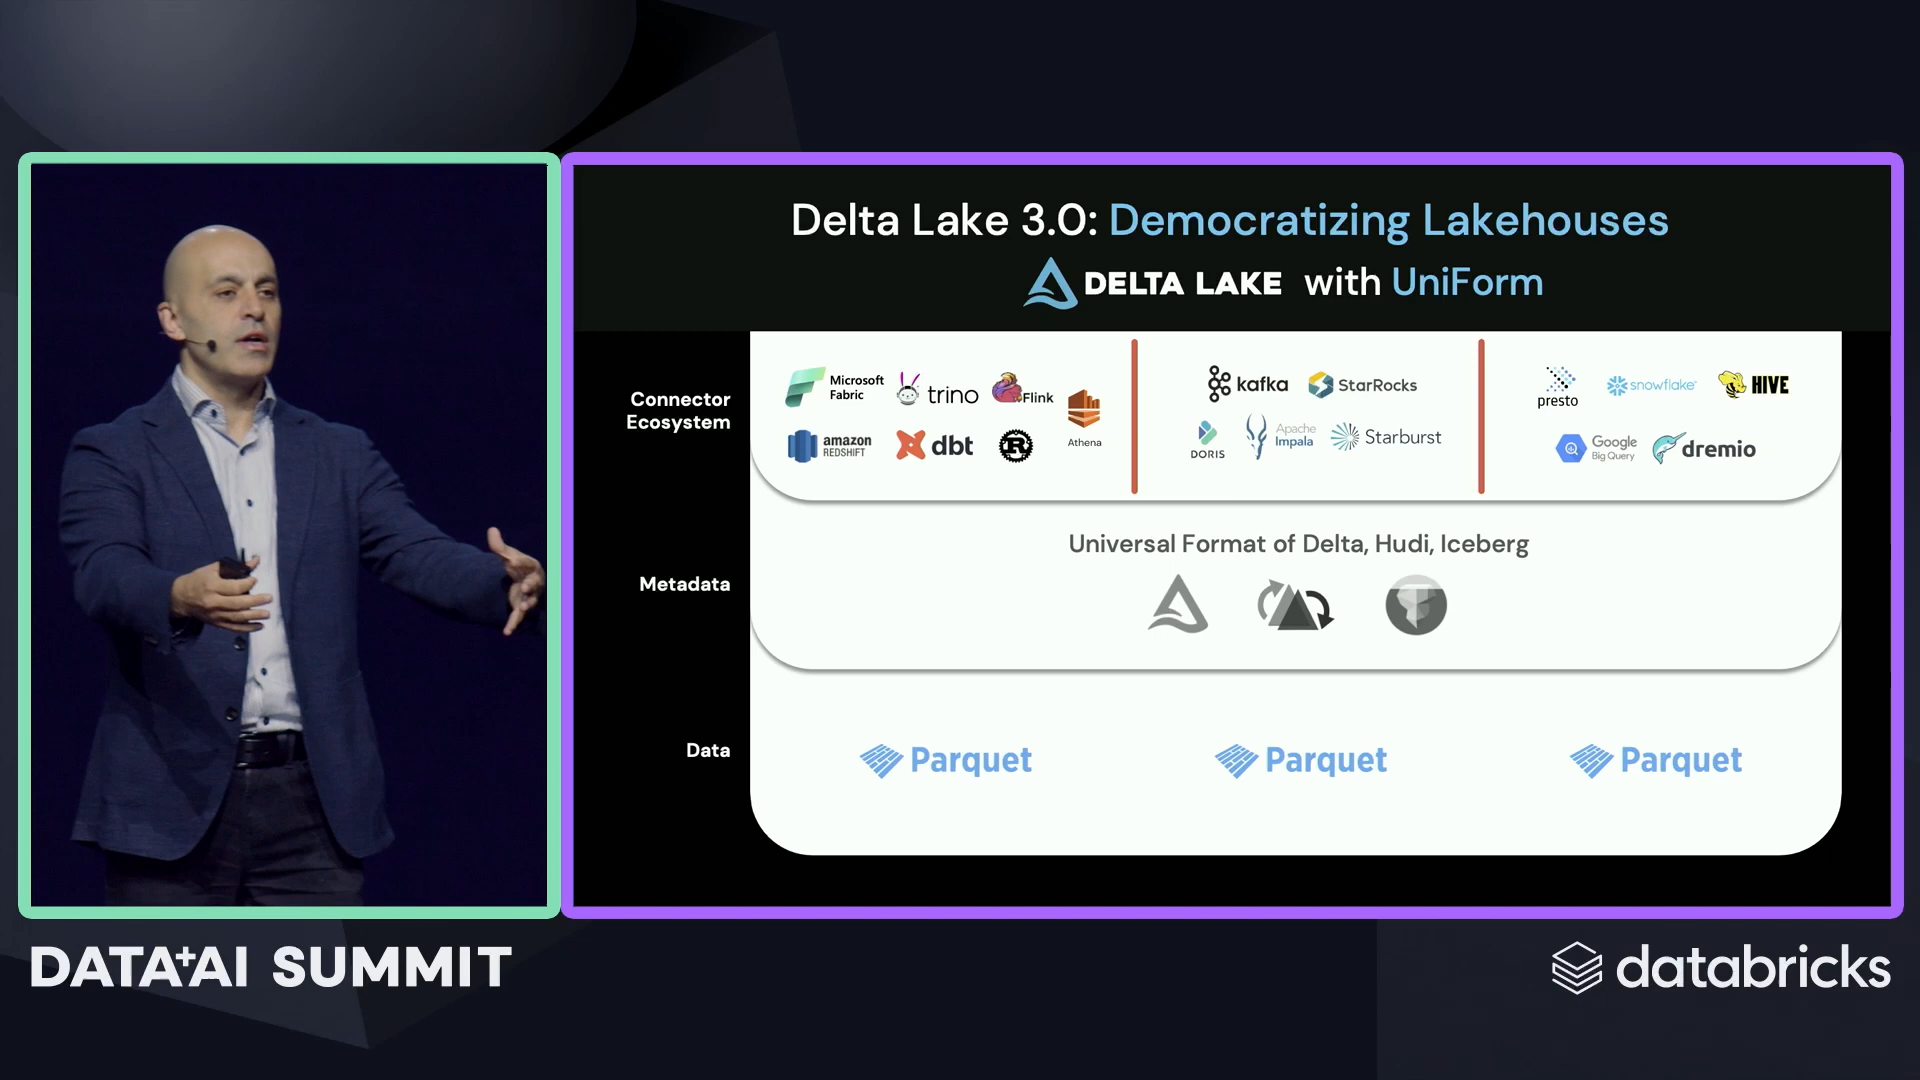 Delta Lake 3.0: Democratizing Lakehouses
DELTA LAKE with UniForm
Connector
Ecosystem
Microsoft
Fabric
trino
Flink
Athena
amazon
REDSHIFT
dbt
R
kafka
StarRocks
DORIS
Apache
Impala
Starburst
presto
snowflake
HIVE
Google
Big Query
dremio
Metadata
Universal Format of Delta, Hudi, Iceberg
Data
Parquet
Parquet
Parquet
DATA+AI SUMMIT
databricks